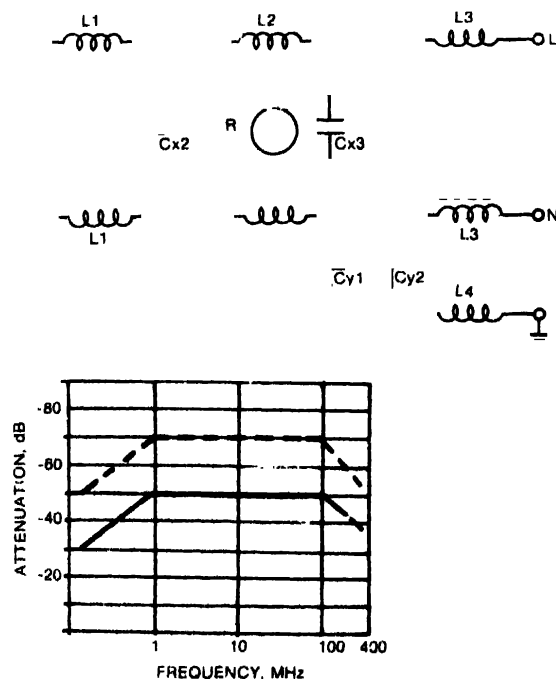 L1 L2 L3 L
R
Cx2 Cx3
N
L1 L3
Cy1 Cy2
L4
-80
-60
-40
-20
ATTENUATION, dB
1 10 100 400
FREQUENCY, MHz